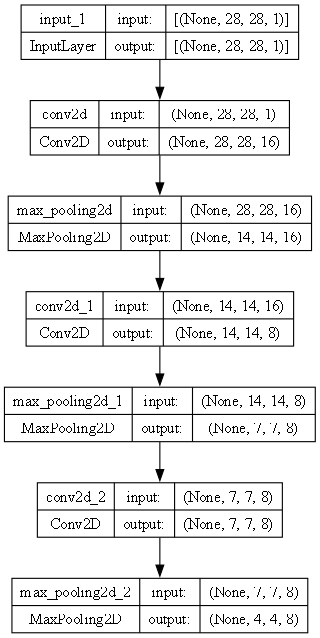 input_1 input: [(None, 28, 28, 1)]
InputLayer output: [(None, 28, 28, 1)]
conv2d input: (None, 28, 28, 1)
Conv2D output: (None, 28, 28, 16)
max_pooling2d input: (None, 28, 28, 16)
MaxPooling2D output: (None, 14, 14, 16)
conv2d_1 input: (None, 14, 14, 16)
Conv2D output: (None, 14, 14, 8)
max_pooling2d_1 input: (None, 14, 14, 8)
MaxPooling2D output: (None, 7, 7, 8)
conv2d_2 input: (None, 7, 7, 8)
Conv2D output: (None, 7, 7, 8)
max_pooling2d_2 input: (None, 7, 7, 8)
MaxPooling2D output: (None, 4, 4, 8)